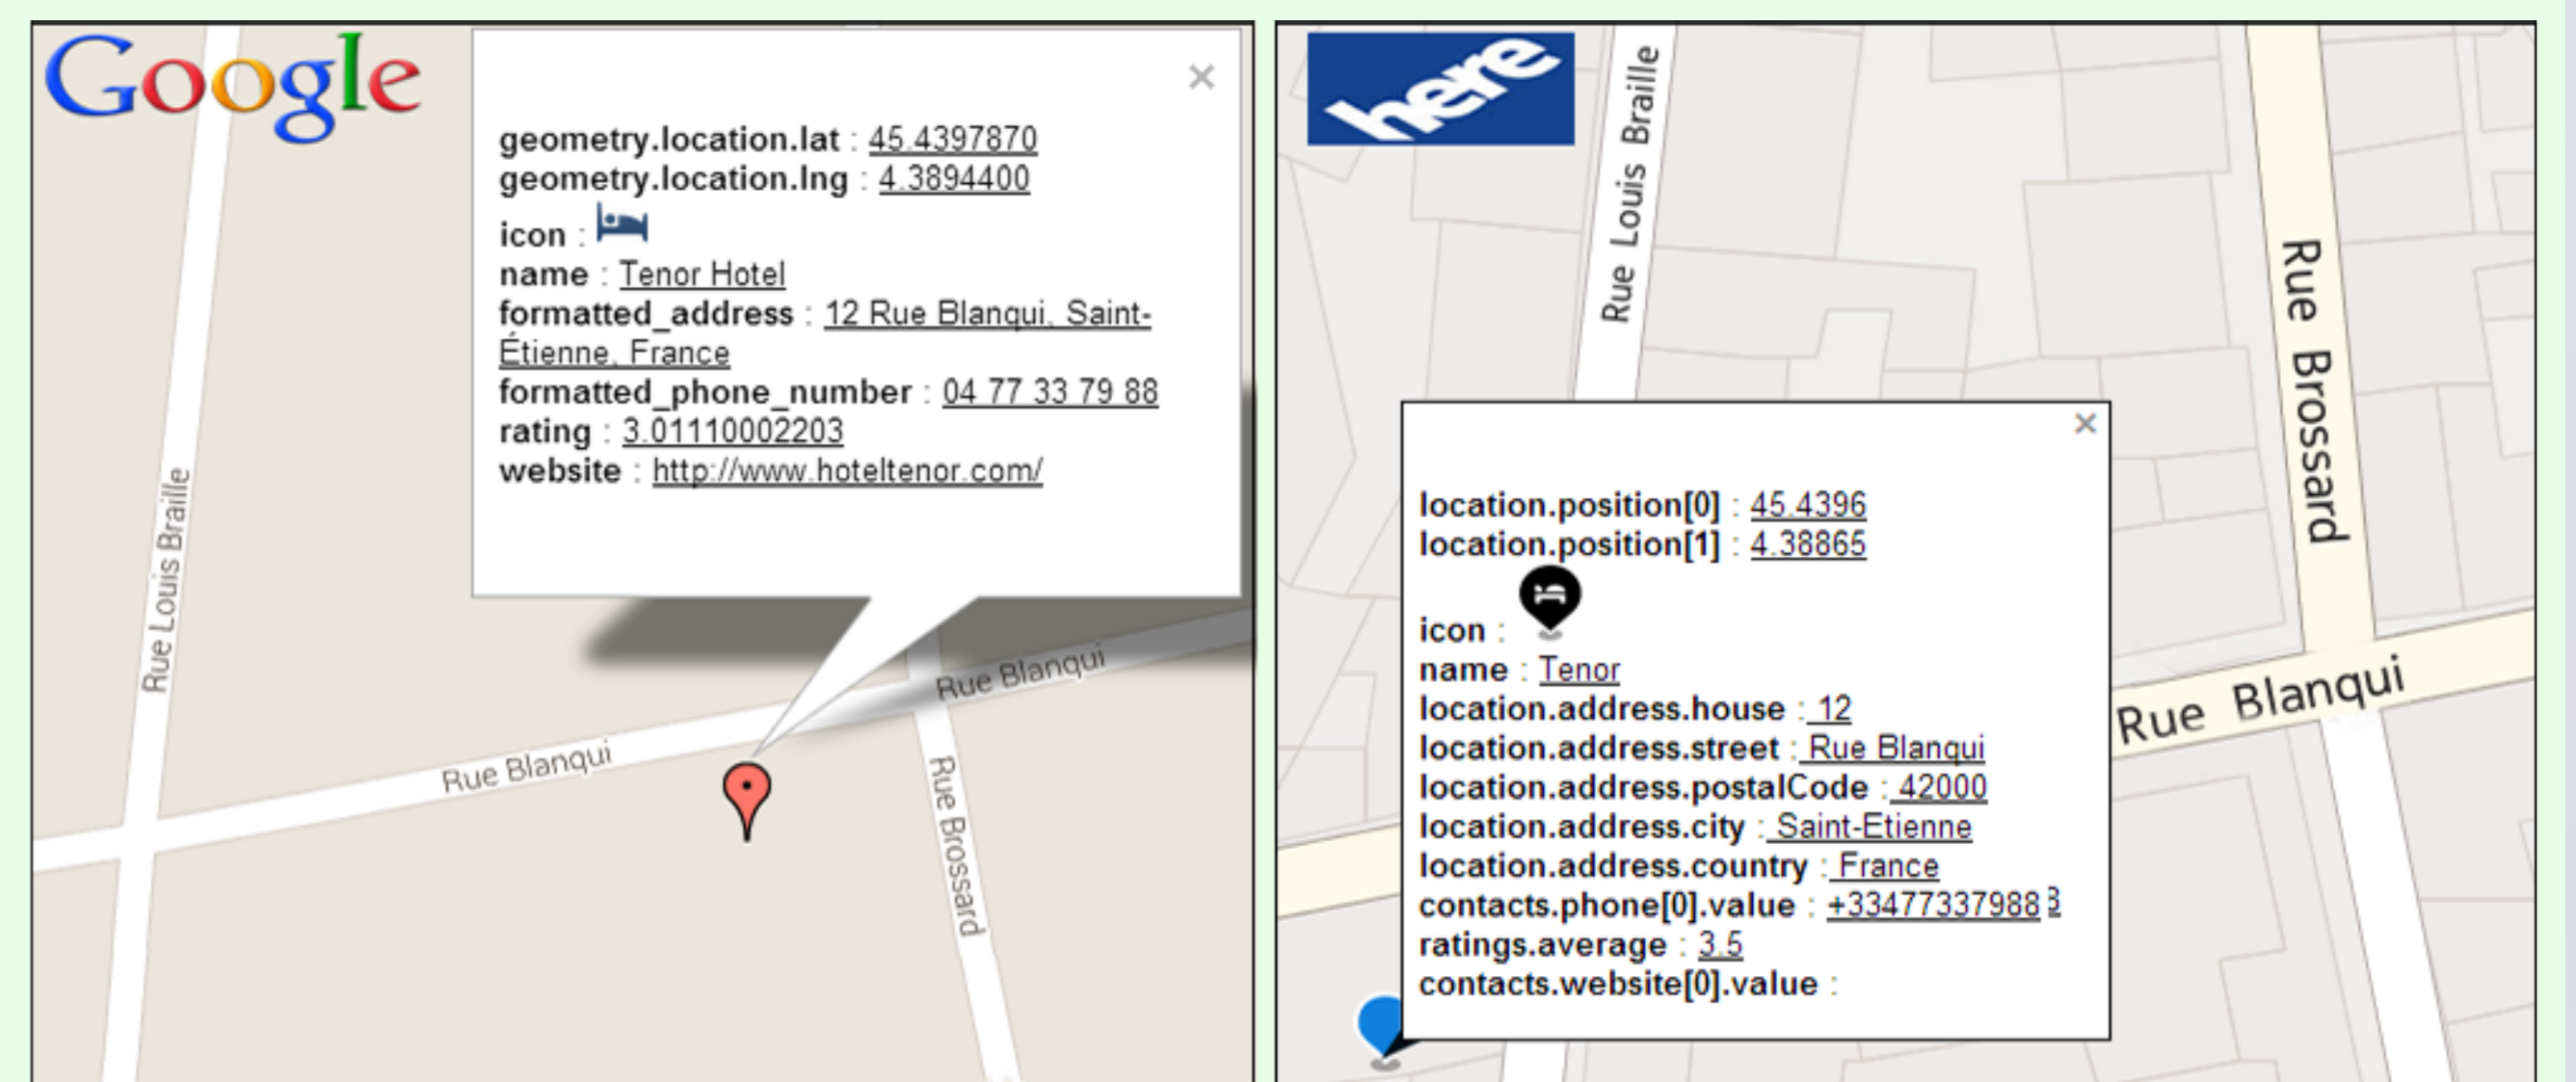 Google
geometry.location.lat : 45.4397870
geometry.location.lng : 4.3894400
icon :
name : Tenor Hotel
formatted_address : 12 Rue Blanqui, Saint-
Étienne, France
formatted_phone_number : 04 77 33 79 88
rating : 3.01110002203
website : http://www.hoteltenor.com/
Rue Louis Braille
Rue Blanqui
Rue Blanqui
Rue Brossard
here
Rue Louis Braille
Rue Brossard
Rue Blanqui
location.position[0] : 45.4396
location.position[1] : 4.38865
icon :
name : Tenor
location.address.house : 12
location.address.street : Rue Blanqui
location.address.postalCode : 42000
location.address.city : Saint-Etienne
location.address.country : France
contacts.phone[0].value : +33477337988
ratings.average : 3.5
contacts.website[0].value :